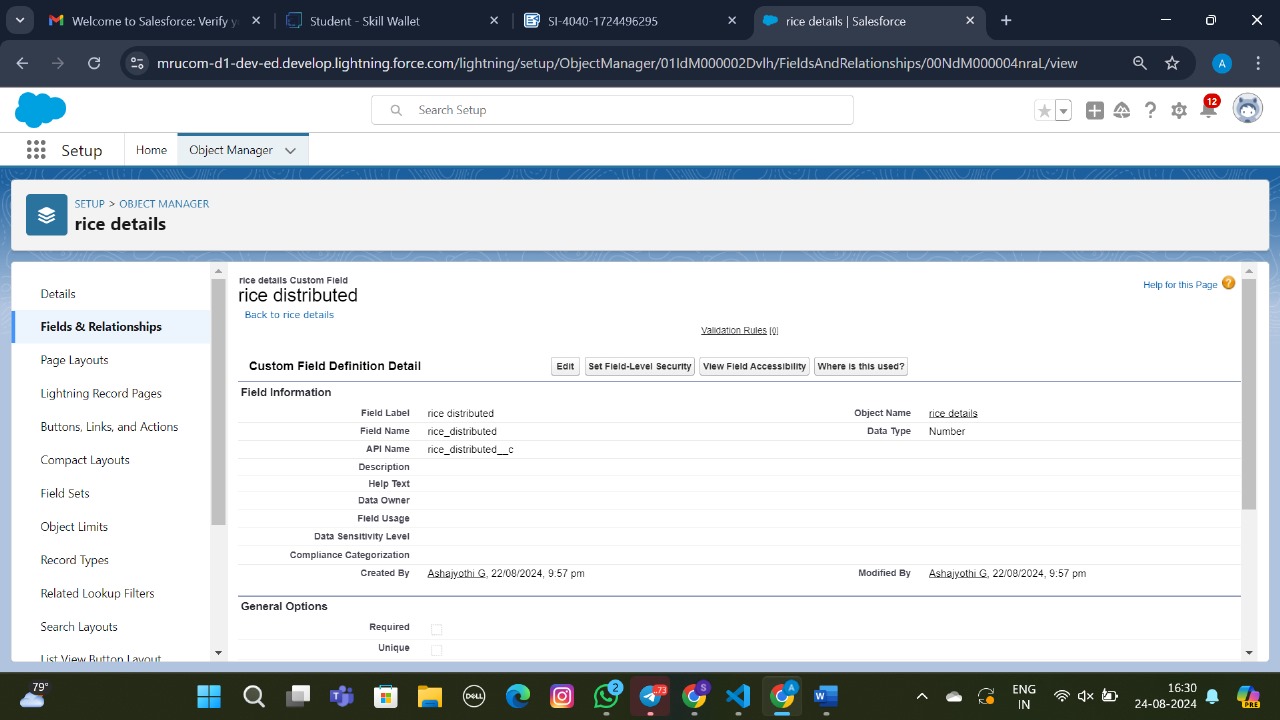 Welcome to Salesforce: Verify y
Student - Skill Wallet
SI-4040-1724496295
rice details | Salesforce
mrucom-d1-dev-ed.develop.lightning.force.com/lightning/setup/ObjectManager/01IdM000002Dvlh/FieldsAndRelationships/00NdM000004nraL/view
A
Search Setup
12
Setup
Home
Object Manager
SETUP > OBJECT MANAGER
rice details
Details
Fields & Relationships
Page Layouts
Lightning Record Pages
Buttons, Links, and Actions
Compact Layouts
Field Sets
Object Limits
Record Types
Related Lookup Filters
Search Layouts
List View Button Layout
rice details Custom Field
rice distributed
Back to rice details
Help for this Page
Validation Rules [0]
Custom Field Definition Detail
Edit
Set Field-Level Security
View Field Accessibility
Where is this used?
Field Information
Field Label rice distributed Object Name rice details
Field Name rice_distributed Data Type Number
API Name rice_distributed__c
Description
Help Text
Data Owner
Field Usage
Data Sensitivity Level
Compliance Categorization
Created By Ashajyothi G, 22/08/2024, 9:57 pm Modified By Ashajyothi G, 22/08/2024, 9:57 pm
General Options
Required
Unique
79°
DELL
2
73
S
A
ENG
IN
16:30
24-08-2024
PRE